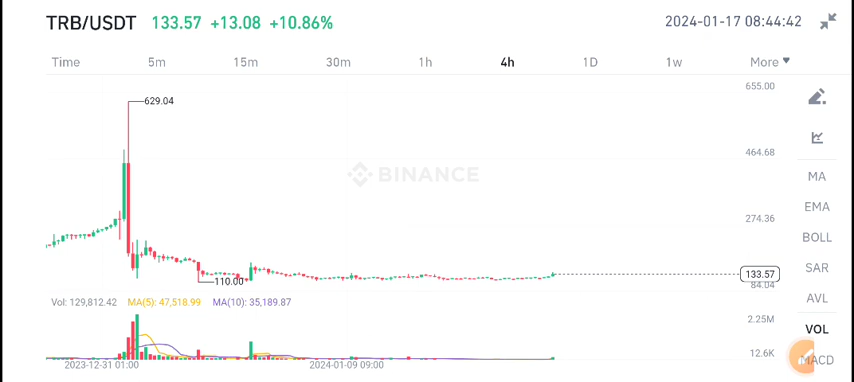 TRB/USDT 133.57 +13.08 +10.86% 2024-01-17 08:44:42
Time 5m 15m 30m 1h 4h 1D 1w More
655.00
629.04
464.68
BINANCE
MA
EMA
274.36
BOLL
SAR
133.57
110.00
84.04
AVL
Vol: 129,812.42 MA(5): 47,518.99 MA(10): 35,189.87
2.25M
VOL
12.6K
MACD
2023-12-31 01:00 2024-01-09 09:00